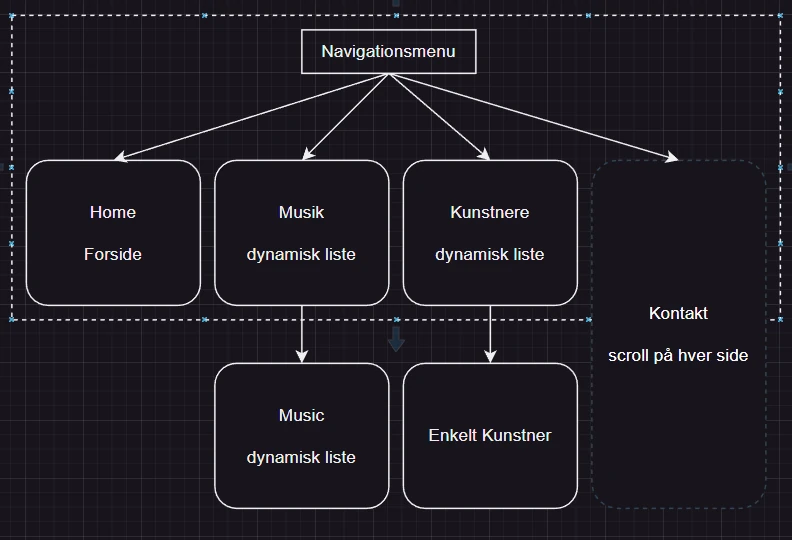 Navigationsmenu
Home
Forside
Musik
dynamisk liste
Kunstnere
dynamisk liste
Kontakt
scroll på hver side
Music
dynamisk liste
Enkelt Kunstner